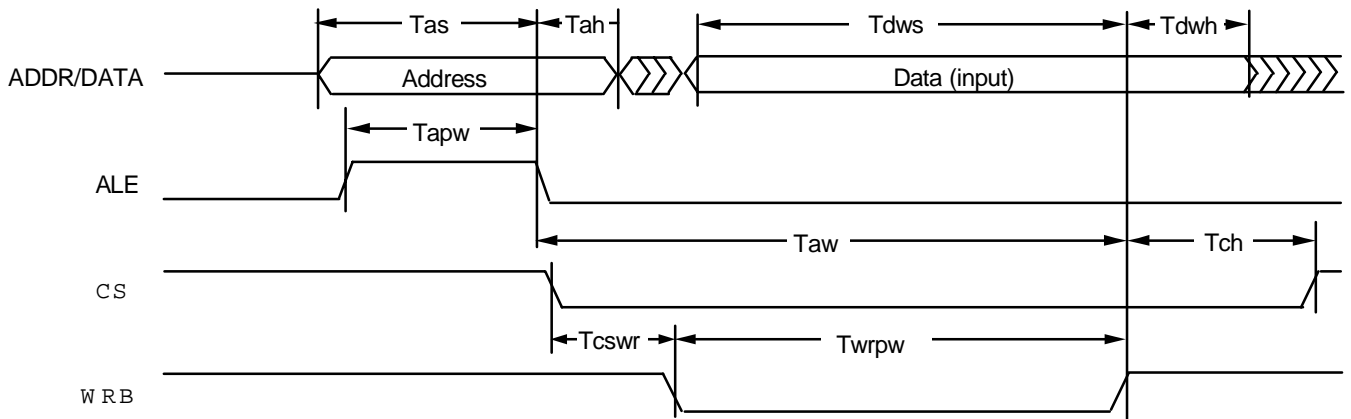 Tas Tah Tdws Tdwh
ADDR/DATA Address Data (input)
Tapw
ALE
Taw Tch
CS
Tcswr Twrpw
WRB